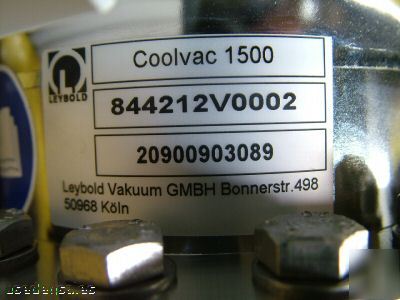 Coolvac 1500
LEYBOLD
844212V0002
20900903089
Leybold Vakuum GMBH Bonnerstr.498
50968 Köln